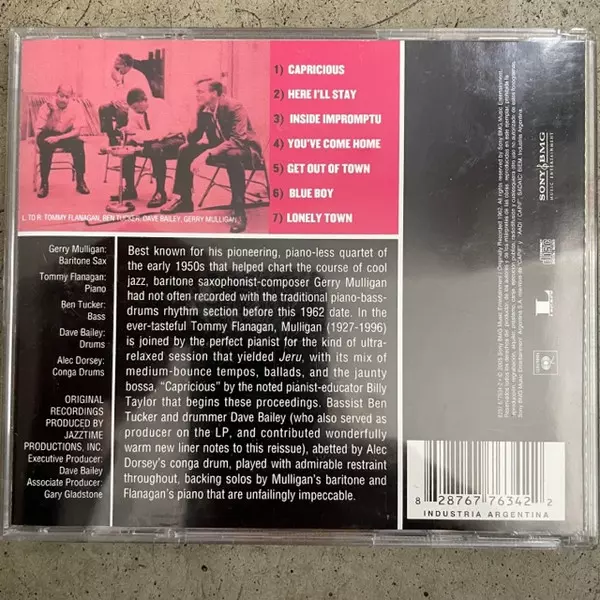 1) CAPRICIOUS
2) HERE I'LL STAY
3) INSIDE IMPROMPTU
4) YOU'VE COME HOME
5) GET OUT OF TOWN
6) BLUE BOY
7) LONELY TOWN
L. TO R: TOMMY FLANAGAN, BEN TUCKER, DAVE BAILEY, GERRY MULLIGAN
Gerry Mulligan:
Baritone Sax
Tommy Flanagan:
Piano
Ben Tucker:
Bass
Dave Bailey:
Drums
Alec Dorsey:
Conga Drums
ORIGINAL
RECORDINGS
PRODUCED BY
JAZZTIME
PRODUCTIONS, INC.
Executive Producer:
Dave Bailey
Associate Producer:
Gary Gladstone
Best known for his pioneering, piano-less quartet of
the early 1950s that helped chart the course of cool
jazz, baritone saxophonist-composer Gerry Mulligan
had not often recorded with the traditional piano-bass-
drums rhythm section before this 1962 date. In the
ever-tasteful Tommy Flanagan, Mulligan (1927-1996)
is joined by the perfect pianist for the kind of ultra-
relaxed session that yielded Jeru, with its mix of
medium-bounce tempos, ballads, and the jaunty
bossa, "Capricious" by the noted pianist-educator Billy
Taylor that begins these proceedings. Bassist Ben
Tucker and drummer Dave Bailey (who also served as
producer on the LP, and contributed wonderfully
warm new liner notes to this reissue), abetted by Alec
Dorsey's conga drum, played with admirable restraint
throughout, backing solos by Mulligan's baritone and
Flanagan's piano that are unfailingly impeccable.
SONY BMG
MUSIC ENTERTAINMENT
8 28767 76342 2
INDUSTRIA ARGENTINA